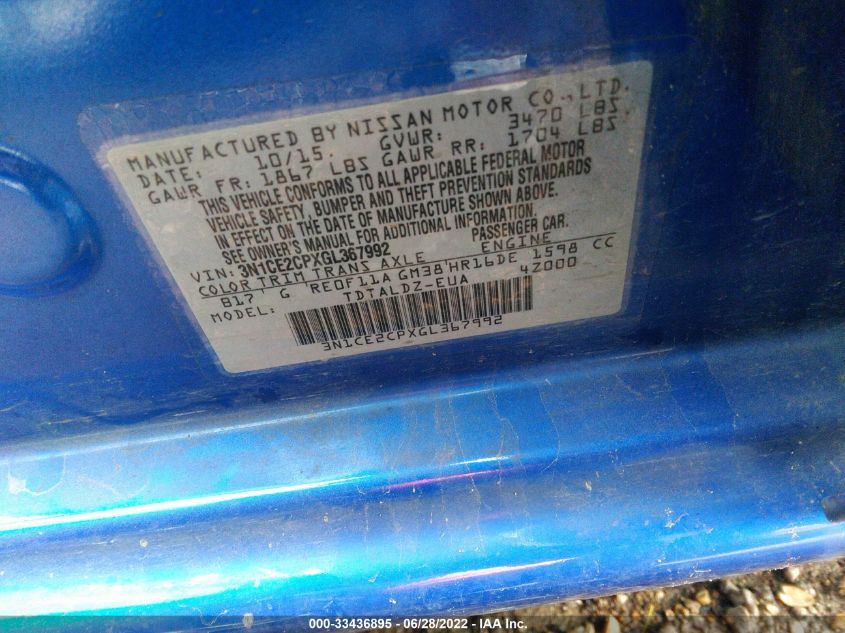 MANUFACTURED BY NISSAN MOTOR CO., LTD.
DATE: 10/15 GVWR: 3470 LBS
GAWR FR: 1867 LBS GAWR RR: 1704 LBS
THIS VEHICLE CONFORMS TO ALL APPLICABLE FEDERAL MOTOR
VEHICLE SAFETY, BUMPER AND THEFT PREVENTION STANDARDS
IN EFFECT ON THE DATE OF MANUFACTURE SHOWN ABOVE.
SEE OWNER'S MANUAL FOR ADDITIONAL INFORMATION.
VIN: 3N1CE2CPXGL367992 PASSENGER CAR.
COLOR TRIM TRANS AXLE ENGINE
B17 G RE0F11A GM38 HR16DE 1598 CC
MODEL: TDTALDZ-EUA 4Z000
3N1CE2CPXGL367992
000-33436895 - 06/28/2022 - IAA Inc.